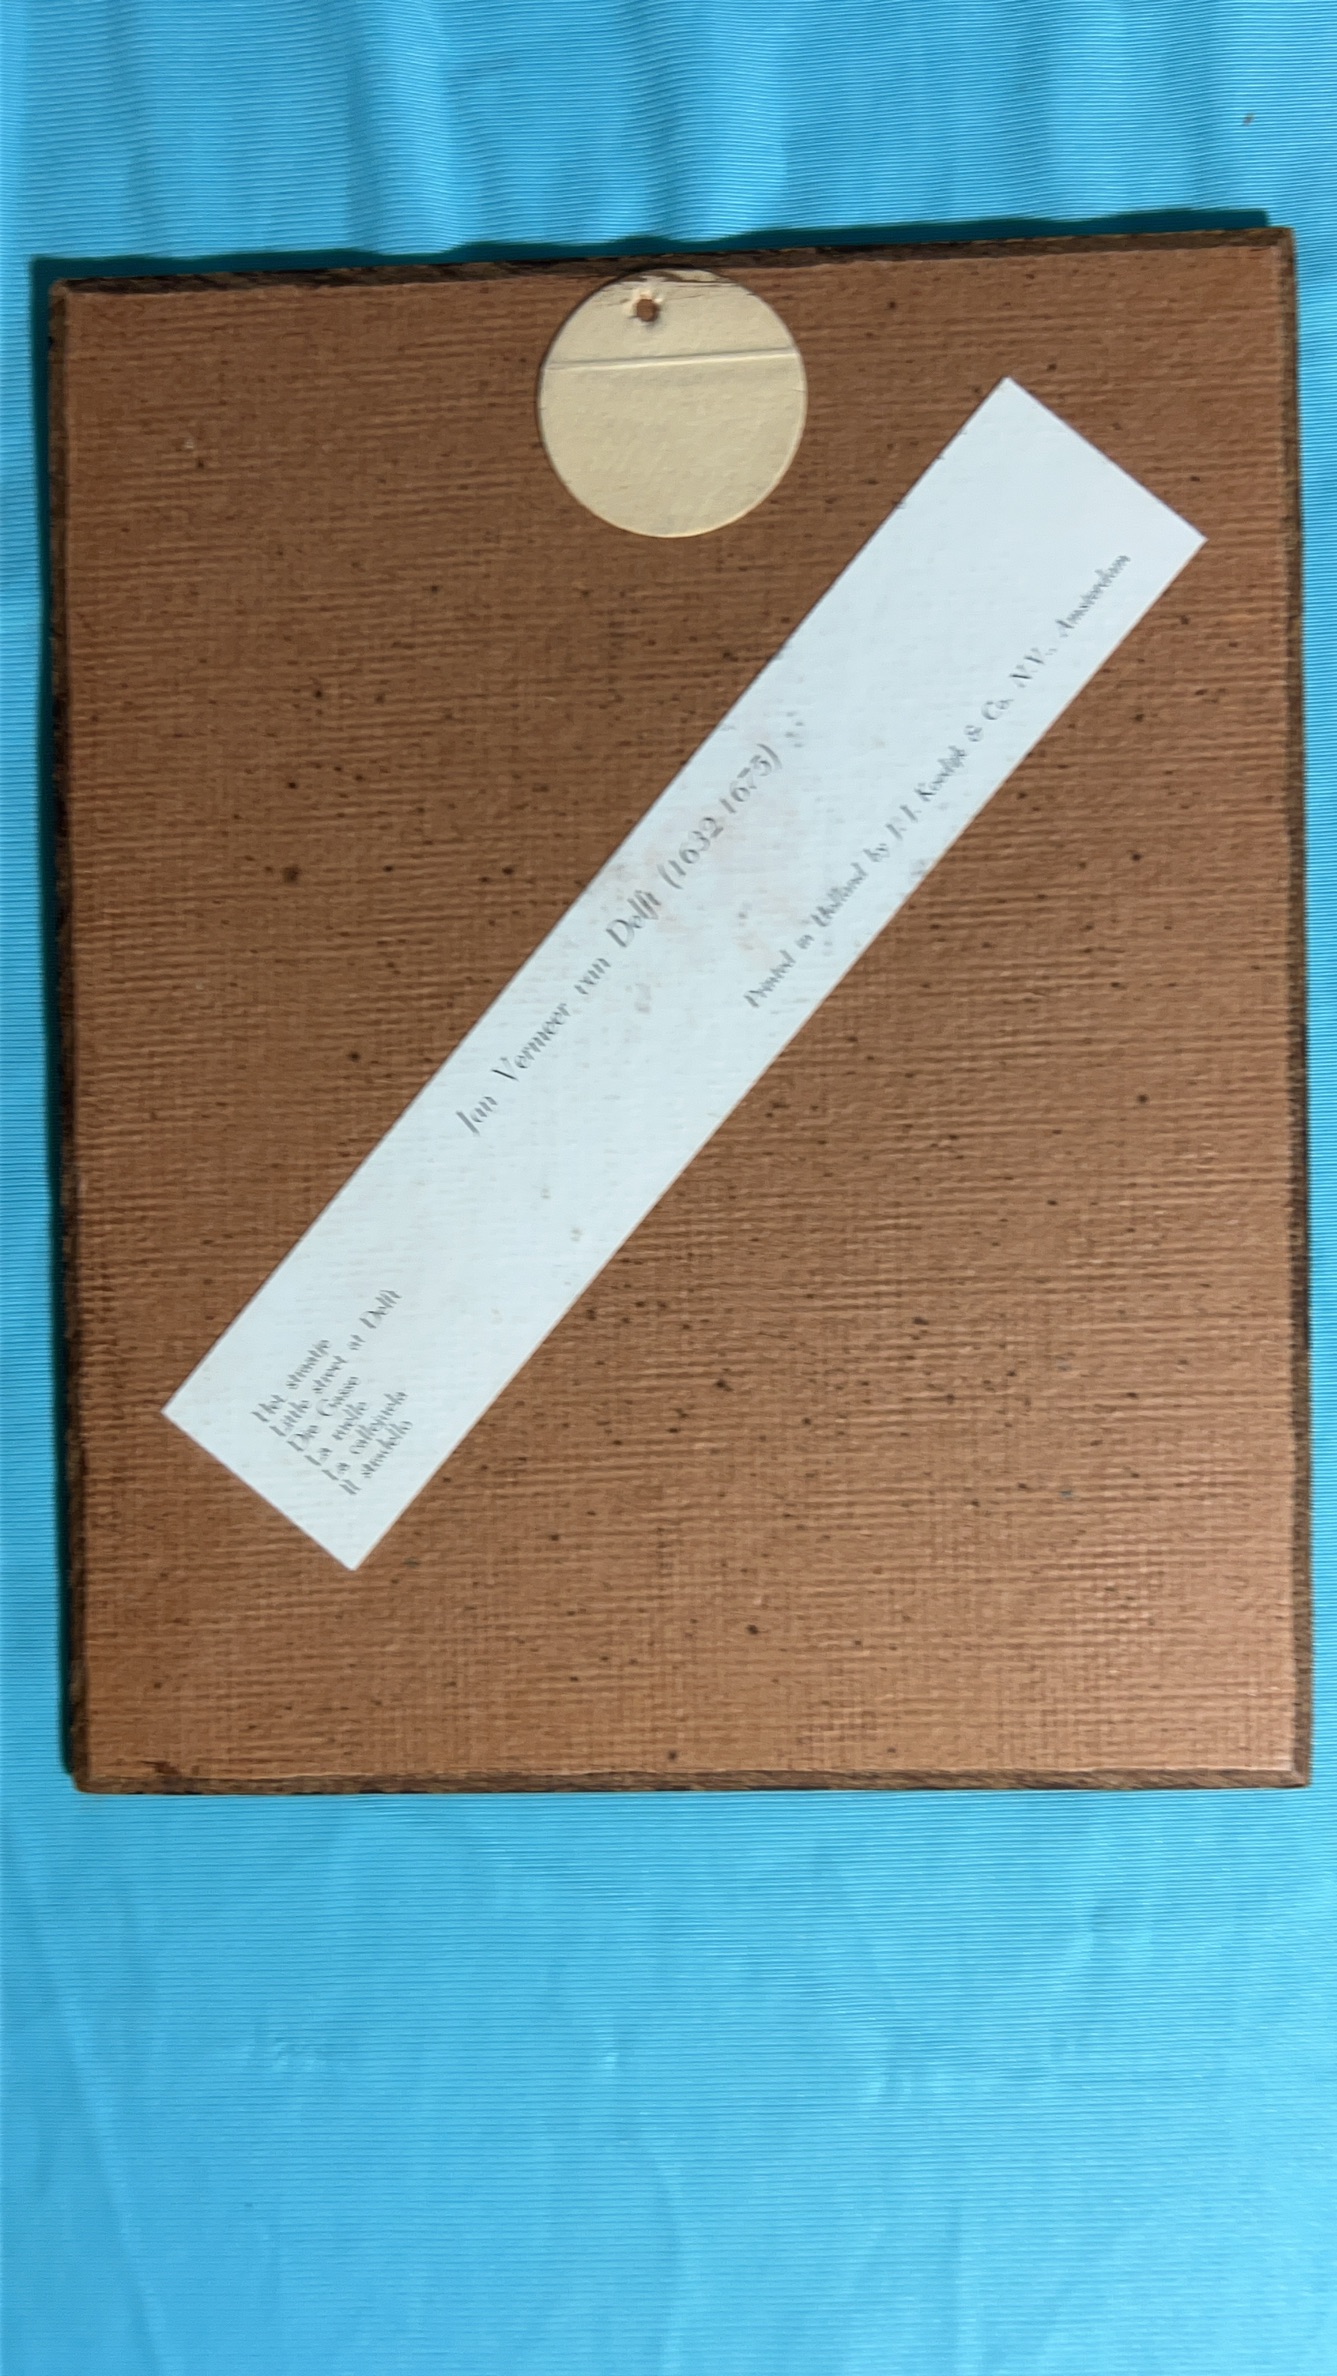 Jan Vermeer van Delft (1632-1675)
Het straatje
Little street at Delft
Die Gasse
La ruelle
La callejuela
Il stradello
Printed in Holland by & Co. N.V., Amsterdam